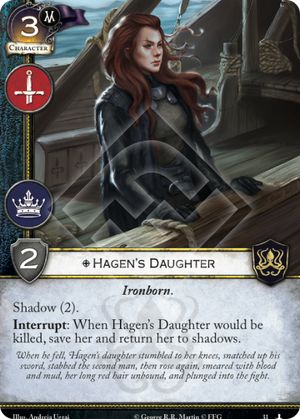 3
CHARACTER
2
HAGEN'S DAUGHTER
Ironborn.
Shadow (2).
Interrupt: When Hagen's Daughter would be
killed, save her and return her to shadows.
When he fell, Hagen's daughter stumbled to her knees, snatched up his
sword, stabbed the second man, then rose again, smeared with blood
and mud, her long red hair unbound, and plunged into the fight.
Illus. Andreia Ugrai
© George R.R. Martin © FFG